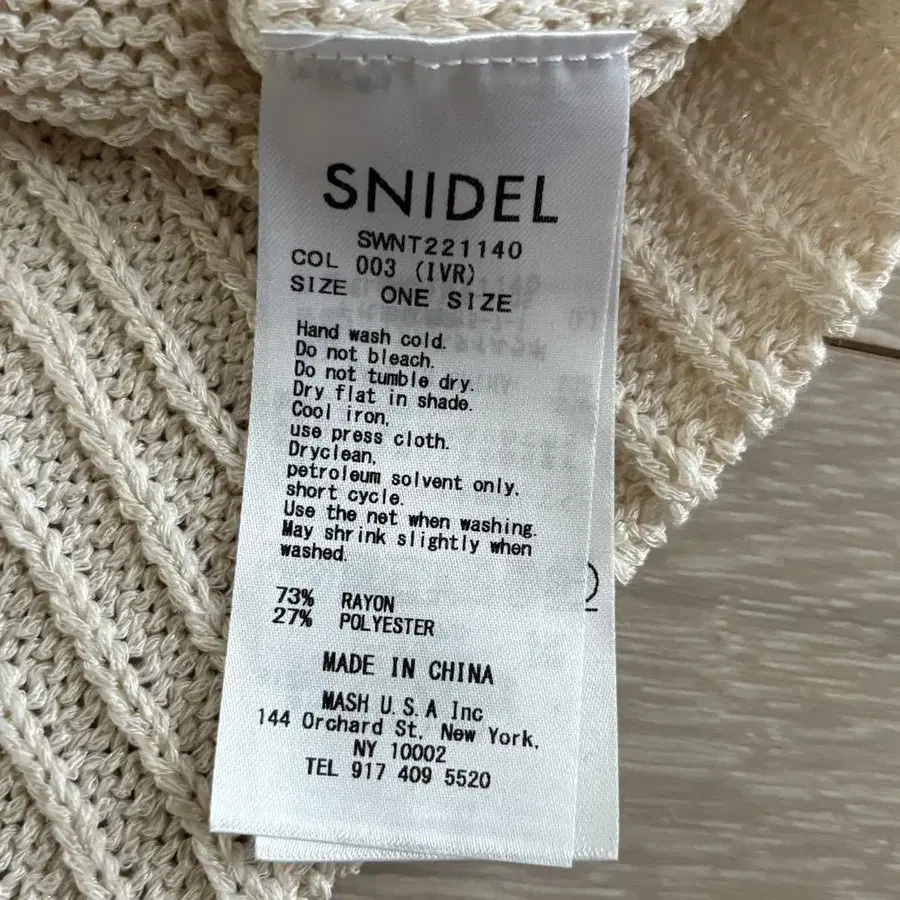 SNIDEL
SWNT221140
COL 003 (IVR)
SIZE ONE SIZE
Hand wash cold.
Do not bleach.
Do not tumble dry.
Dry flat in shade.
Cool iron,
use press cloth.
Dryclean,
petroleum solvent only.
short cycle.
Use the net when washing.
May shrink slightly when
washed.
73% RAYON
27% POLYESTER
MADE IN CHINA
MASH U.S.A Inc
144 Orchard St, New York,
NY 10002
TEL 917 409 5520